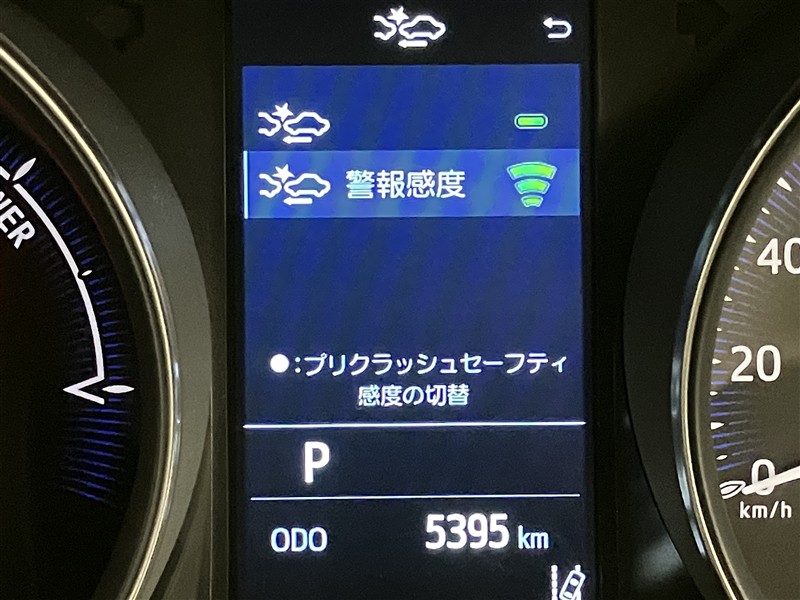 警報感度
●:プリクラッシュセーフティ
感度の切替
P
ODO 5395 km
40
20
0
km/h